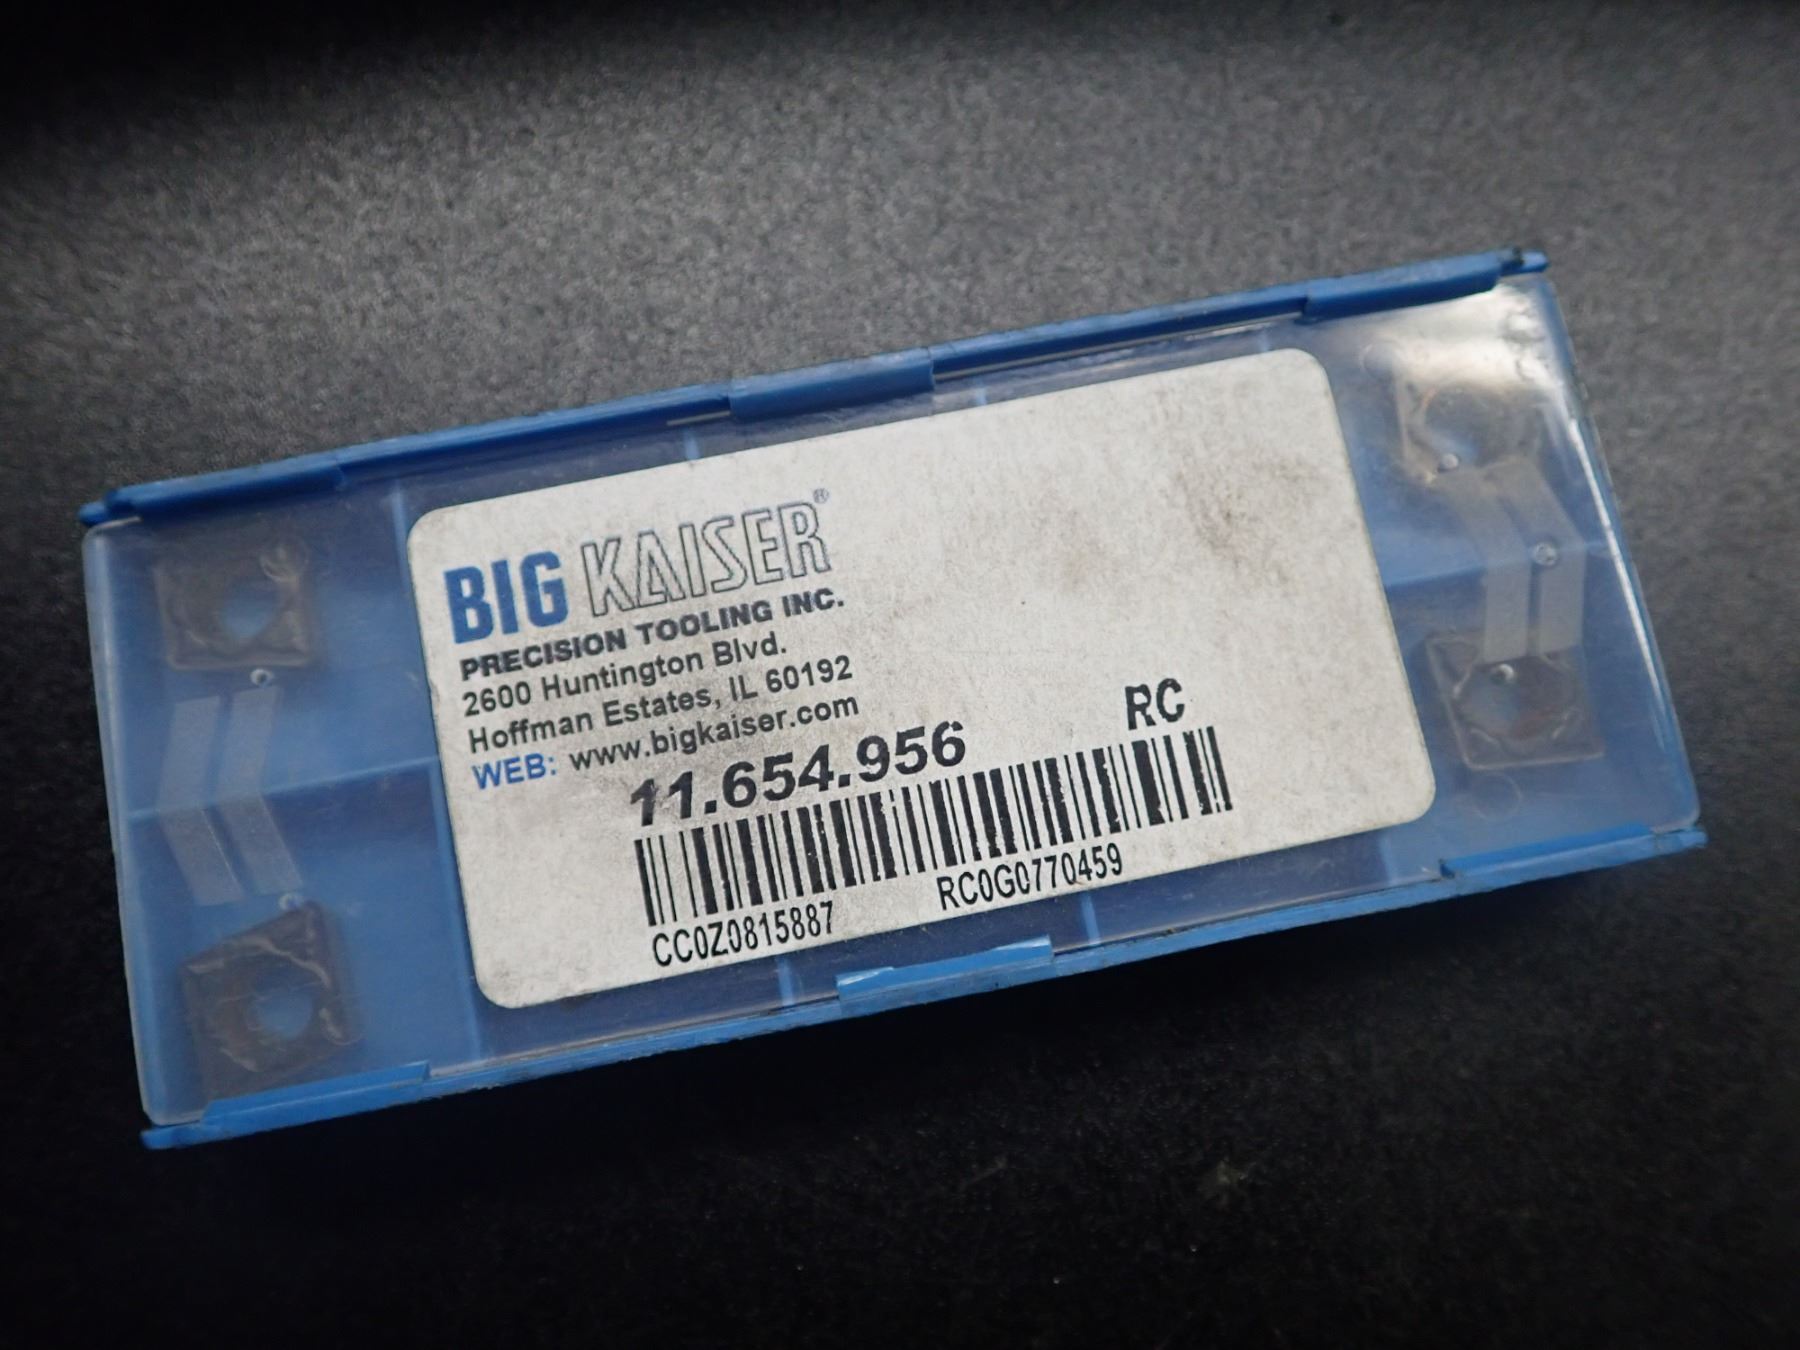 BIG KAISER®
PRECISION TOOLING INC.
2600 Huntington Blvd.
Hoffman Estates, IL 60192
WEB: www.bigkaiser.com
11.654.956 RC
CC0Z0815887 RC0G0770459